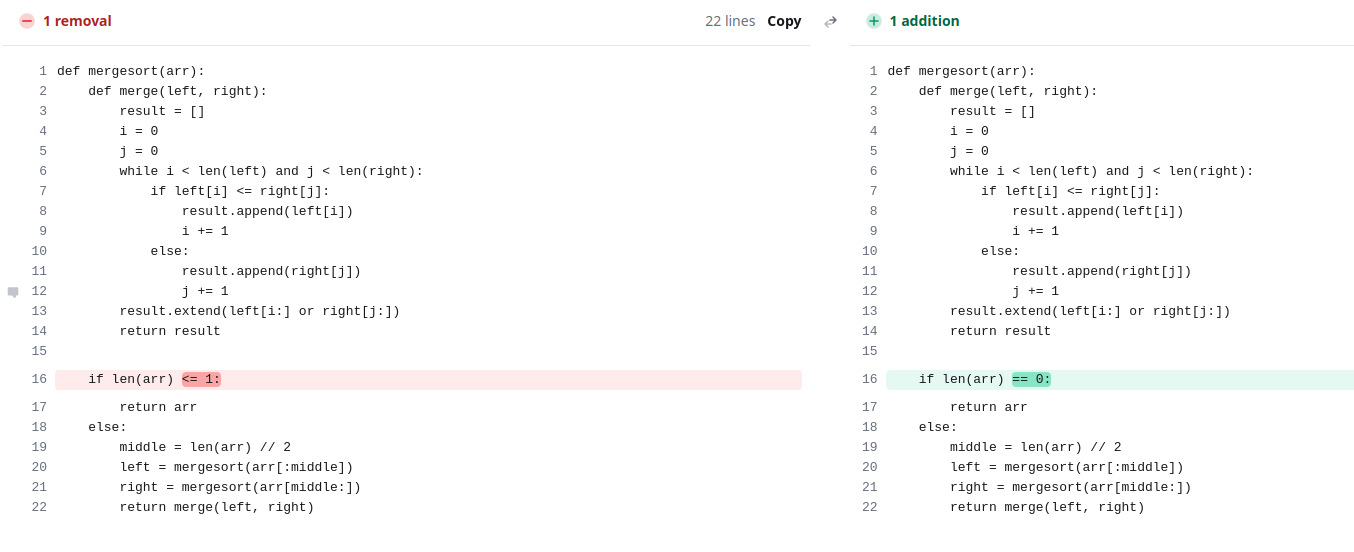 1 removal
22 lines Copy
1 def mergesort(arr):
2     def merge(left, right):
3         result = []
4         i = 0
5         j = 0
6         while i < len(left) and j < len(right):
7             if left[i] <= right[j]:
8                 result.append(left[i])
9                 i += 1
10             else:
11                 result.append(right[j])
12                 j += 1
13         result.extend(left[i:] or right[j:])
14         return result
15
16     if len(arr) <= 1:
17         return arr
18     else:
19         middle = len(arr) // 2
20         left = mergesort(arr[:middle])
21         right = mergesort(arr[middle:])
22         return merge(left, right)
1 addition
1 def mergesort(arr):
2     def merge(left, right):
3         result = []
4         i = 0
5         j = 0
6         while i < len(left) and j < len(right):
7             if left[i] <= right[j]:
8                 result.append(left[i])
9                 i += 1
10             else:
11                 result.append(right[j])
12                 j += 1
13         result.extend(left[i:] or right[j:])
14         return result
15
16     if len(arr) == 0:
17         return arr
18     else:
19         middle = len(arr) // 2
20         left = mergesort(arr[:middle])
21         right = mergesort(arr[middle:])
22         return merge(left, right)